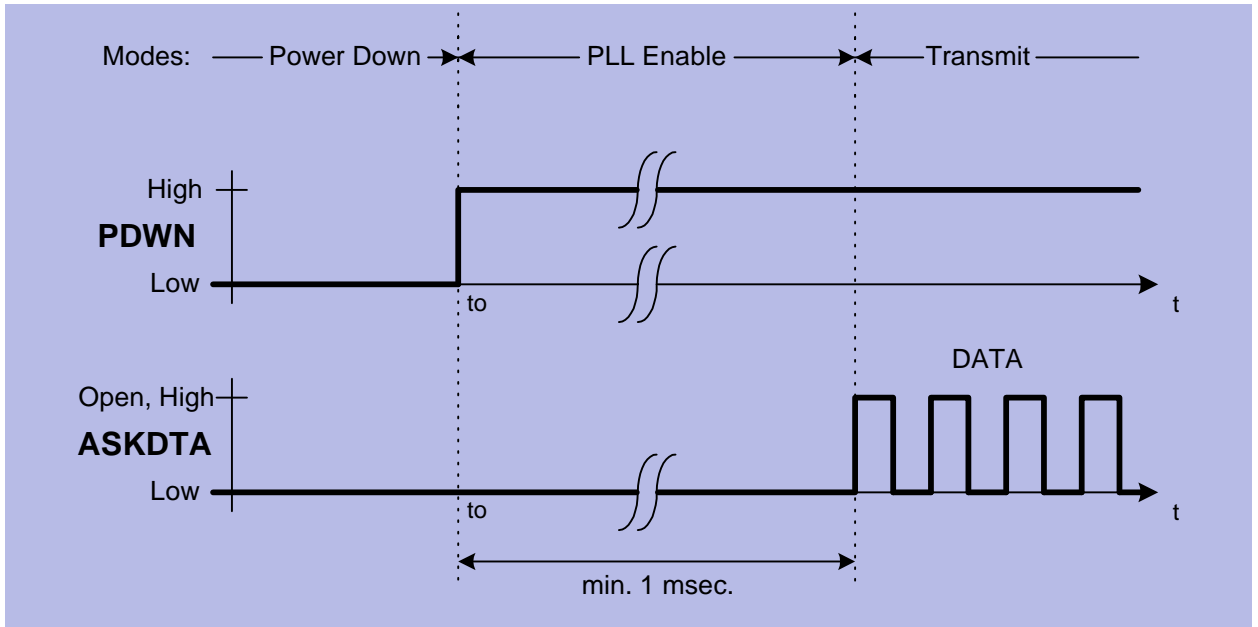 Modes: Power Down PLL Enable Transmit
High
PDWN
Low
to
t
DATA
Open, High
ASKDTA
Low
to
t
min. 1 msec.